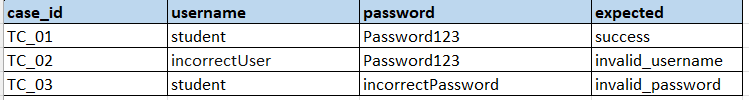 case_id username password expected
TC_01 student Password123 success
TC_02 incorrectUser Password123 invalid_username
TC_03 student incorrectPassword invalid_password